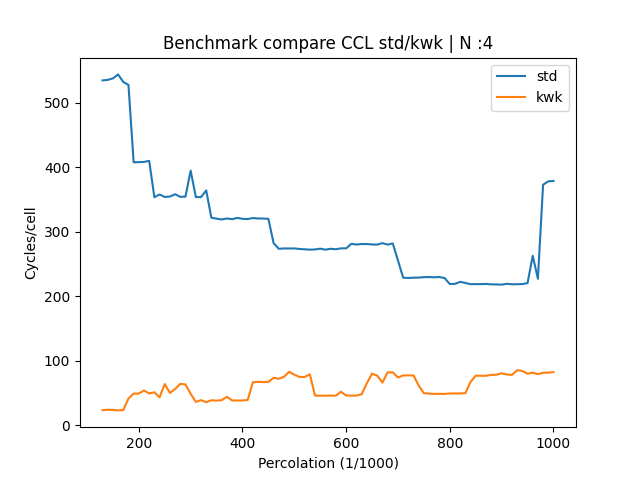 Benchmark compare CCL std/kwk | N :4
std
kwk
Cycles/cell
500
400
300
200
100
0
200
400
600
800
1000
Percolation (1/1000)